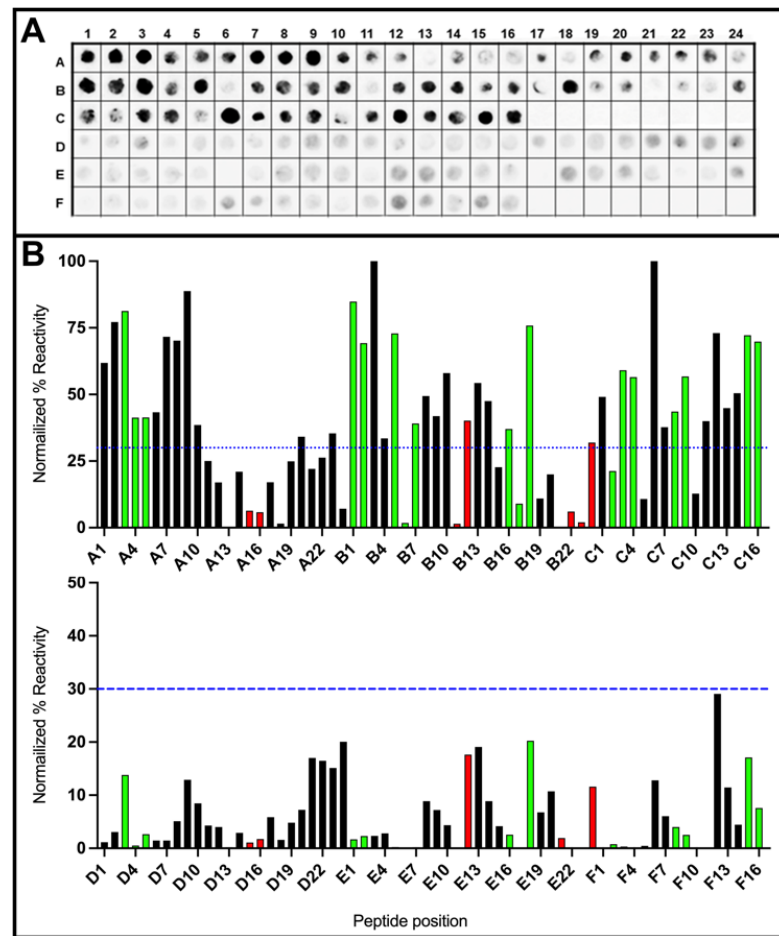 A
1 2 3 4 5 6 7 8 9 10 11 12 13 14 15 16 17 18 19 20 21 22 23 24
A
B
C
D
E
F
B
Normailized % Reactivity
100
75
50
25
0
A1 A4 A7 A10 A13 A16 A19 A22 B1 B4 B7 B10 B13 B16 B19 B22 C1 C4 C7 C10 C13 C16
Normailized % Reactivity
50
40
30
20
10
0
D1 D4 D7 D10 D13 D16 D19 D22 E1 E4 E7 E10 E13 E16 E19 E22 F1 F4 F7 F10 F13 F16
Peptide position